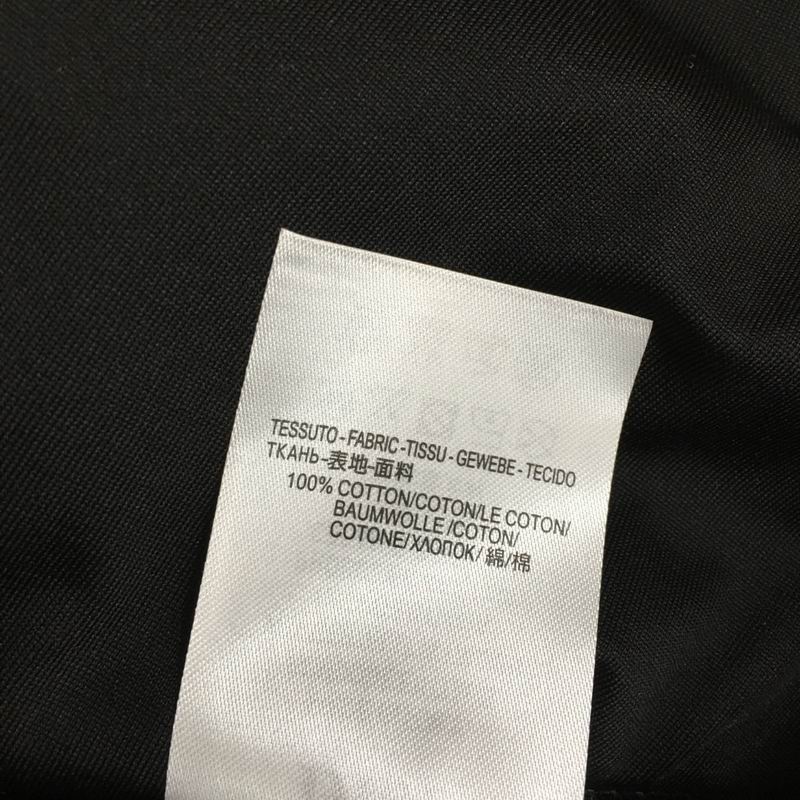 TESSUTO-FABRIC-TISSU-GEWEBE-TECIDO
ТКАНЬ-表地-面料
100% COTTON/COTON/LE COTON/
BAUMWOLLE/COTON/
COTONE/ХЛОПОК/綿/棉